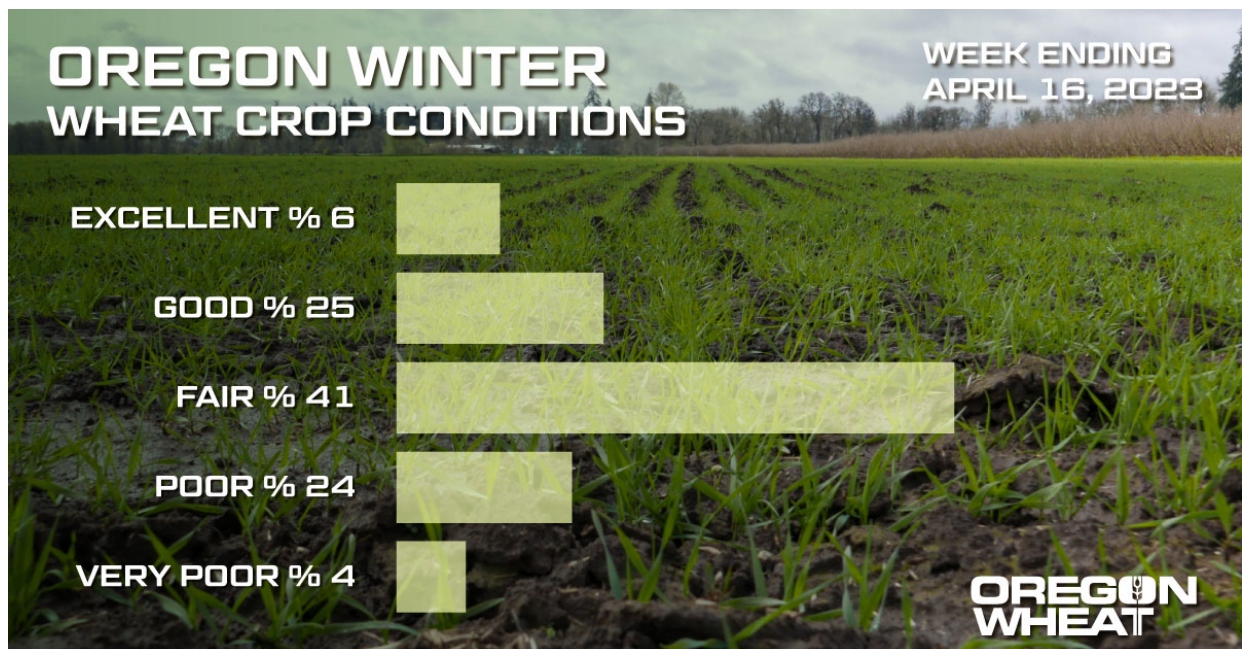 OREGON WINTER
WHEAT CROP CONDITIONS
WEEK ENDING
APRIL 16, 2023
EXCELLENT % 6
GOOD % 25
FAIR % 41
POOR % 24
VERY POOR % 4
OREGON
WHEAT